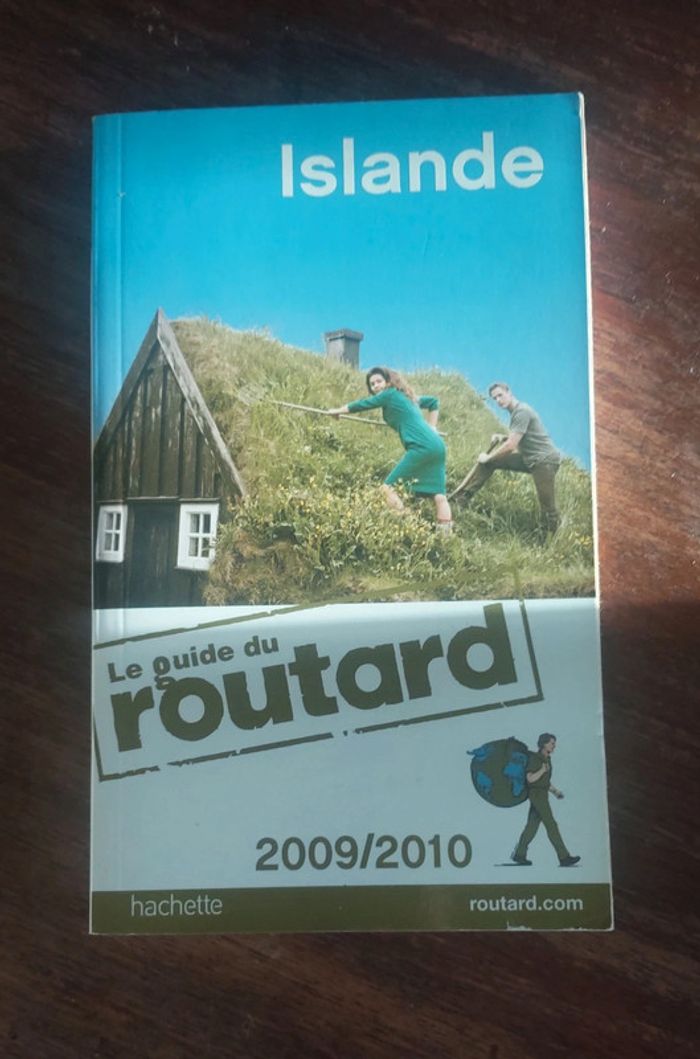 Islande
Le guide du
routard
2009/2010
hachette
routard.com